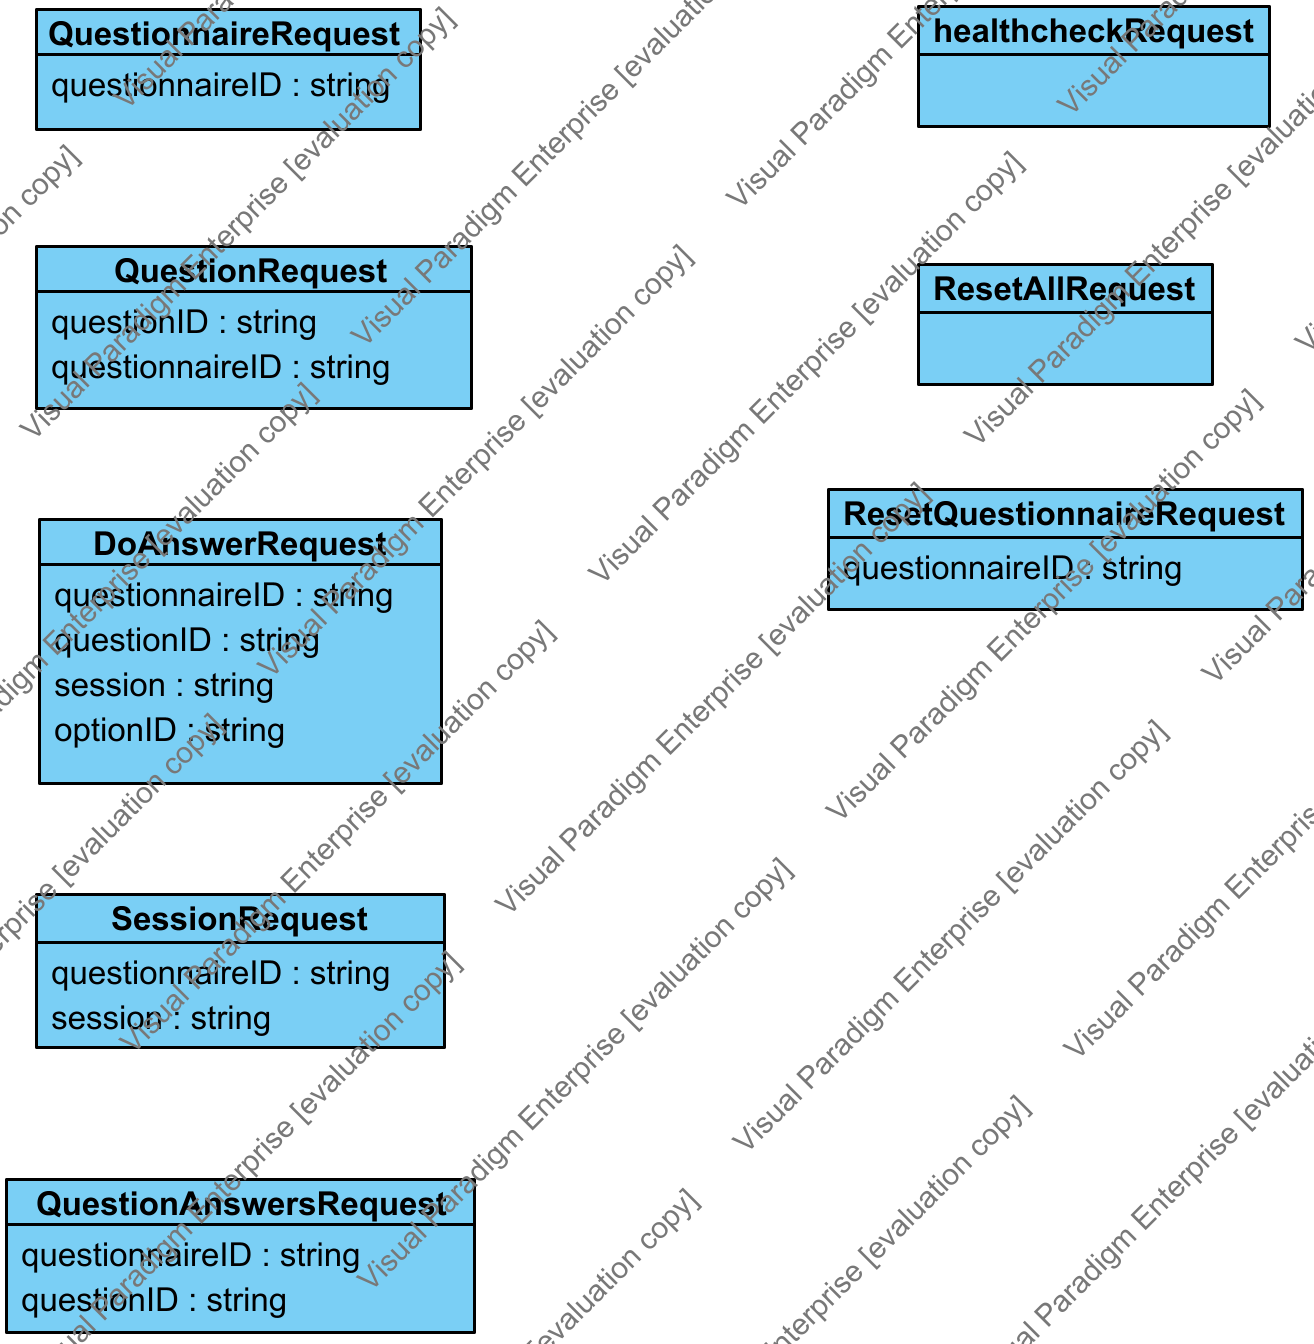 QuestionnaireRequest
questionnaireID : string
healthcheckRequest
QuestionRequest
questionID : string
questionnaireID : string
ResetAllRequest
ResetQuestionnaireRequest
questionnaireID : string
DoAnswerRequest
questionnaireID : string
questionID : string
session : string
optionID : string
SessionRequest
questionnaireID : string
session : string
QuestionAnswersRequest
questionnaireID : string
questionID : string
Visual Paradigm Enterprise [evaluation copy]